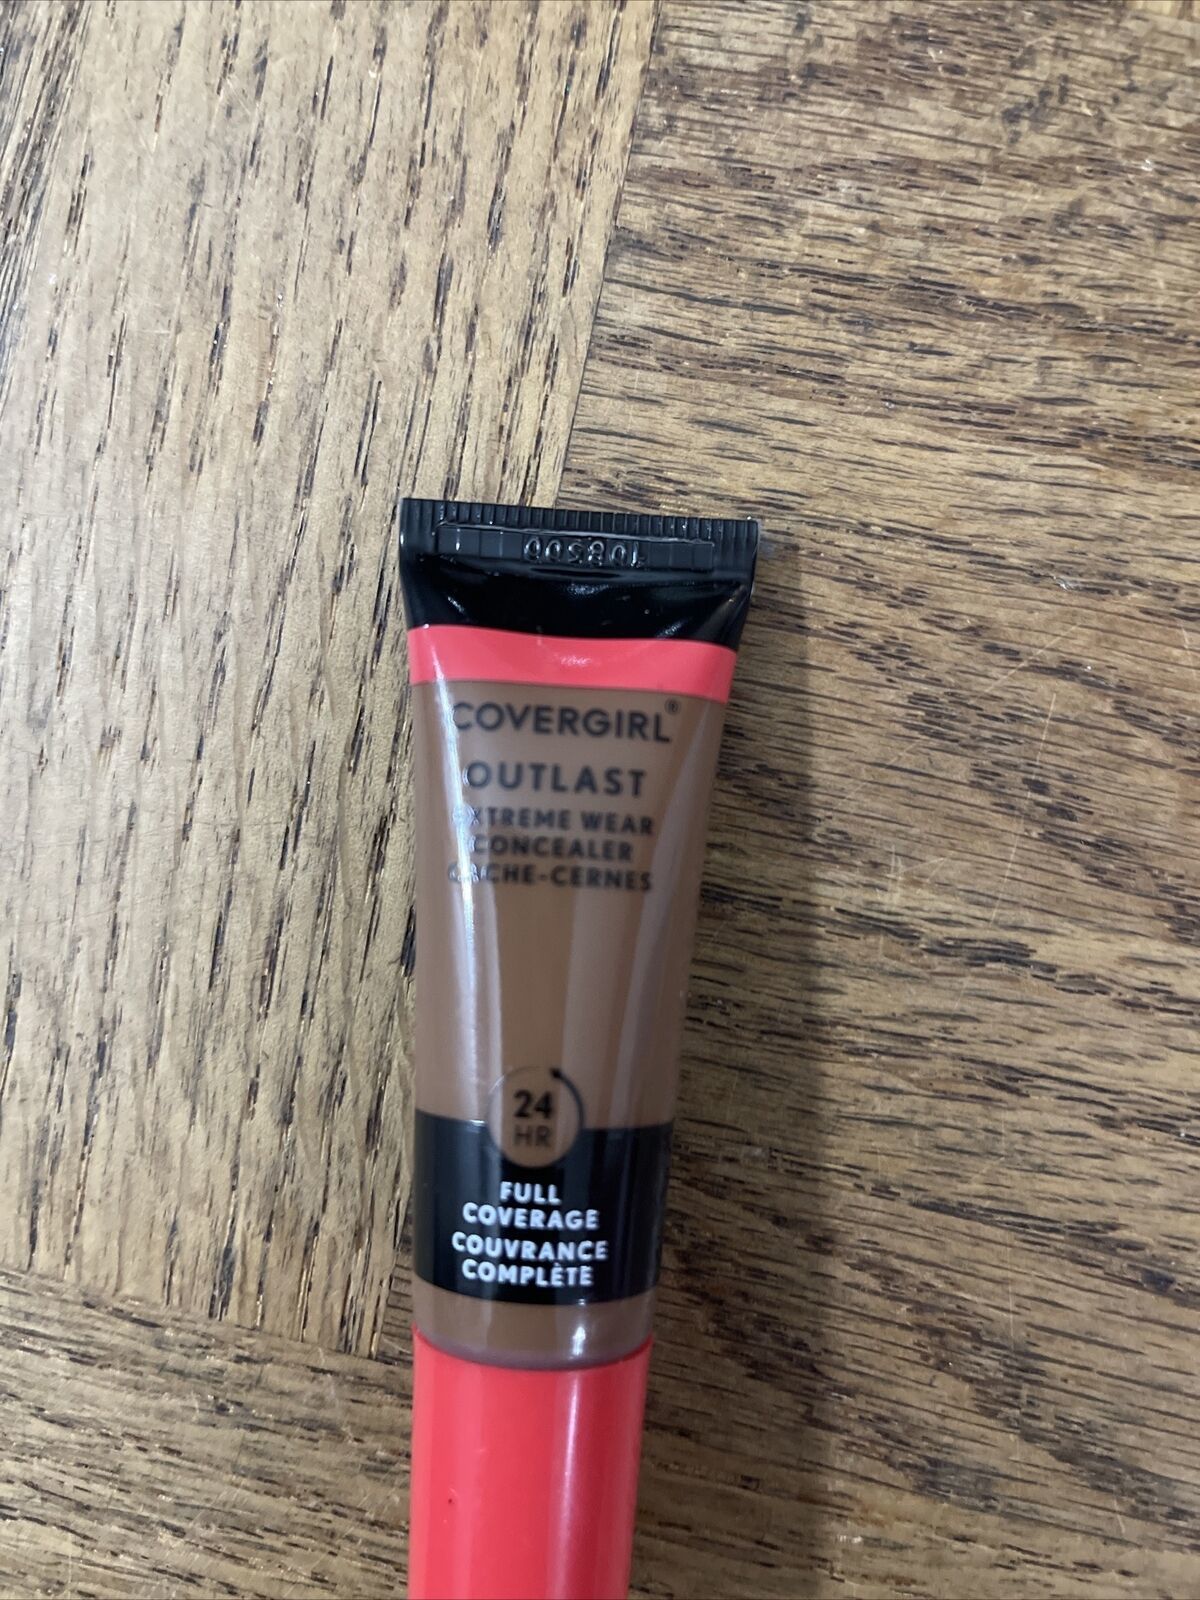 COVERGIRL®
OUTLAST
EXTREME WEAR
CONCEALER
CACHE-CERNES
24
HR
FULL
COVERAGE
COUVRANCE
COMPLÈTE